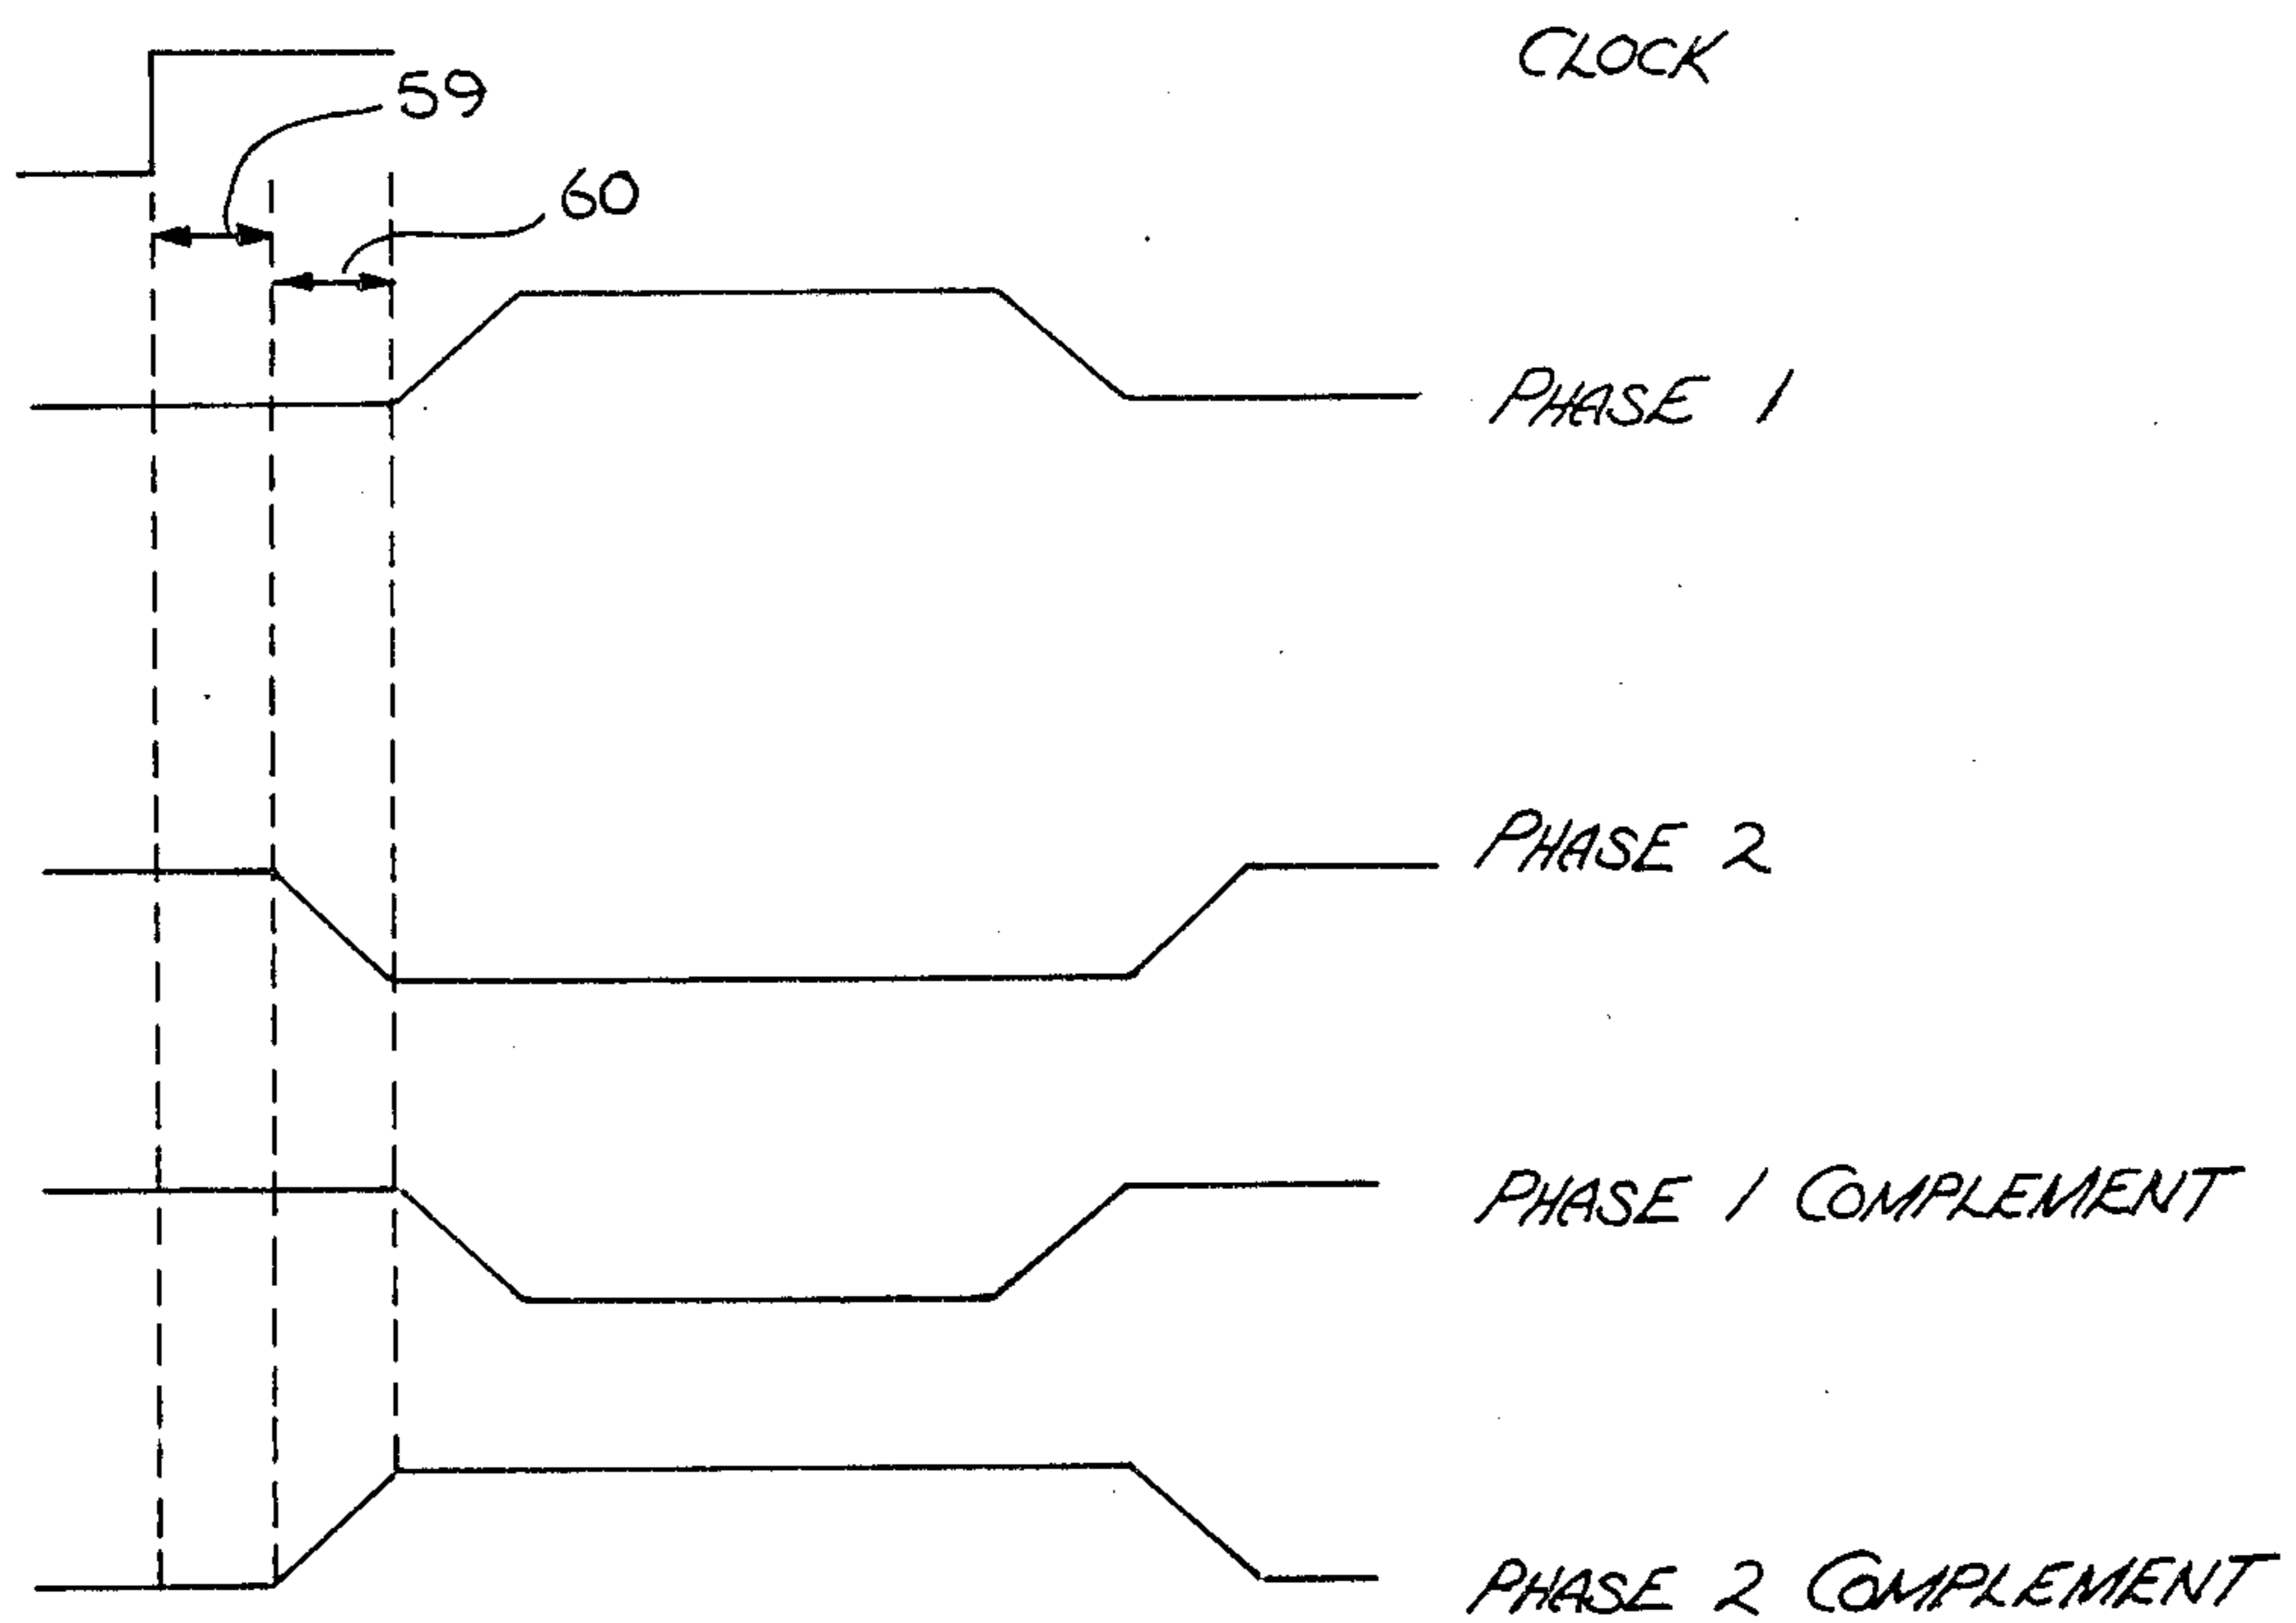 CLOCK
59
60
PHASE 1
PHASE 2
PHASE 1 COMPLEMENT
PHASE 2 COMPLEMENT